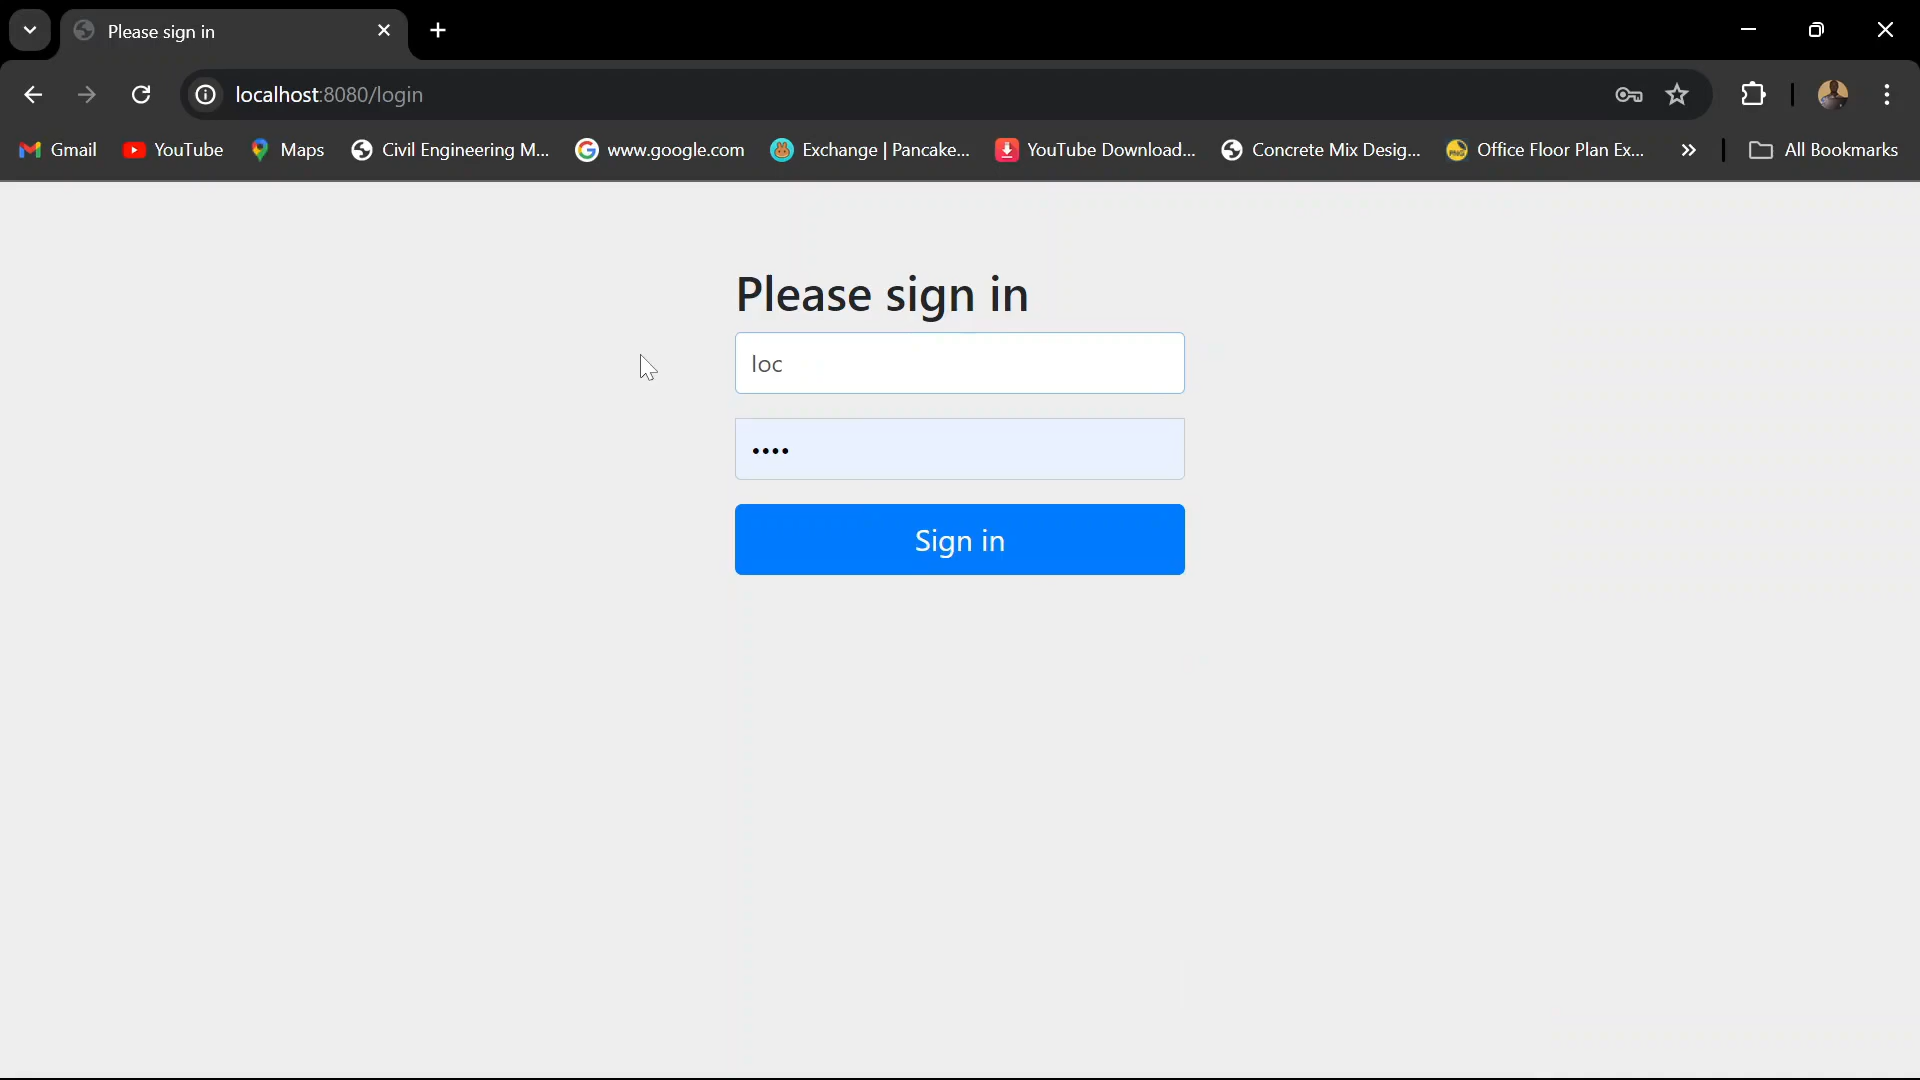 Please sign in
localhost:8080/login
Gmail
YouTube
Maps
Civil Engineering M...
www.google.com
Exchange | Pancake...
YouTube Download...
Concrete Mix Desig...
Office Floor Plan Ex...
All Bookmarks
Please sign in
loc
••••
Sign in